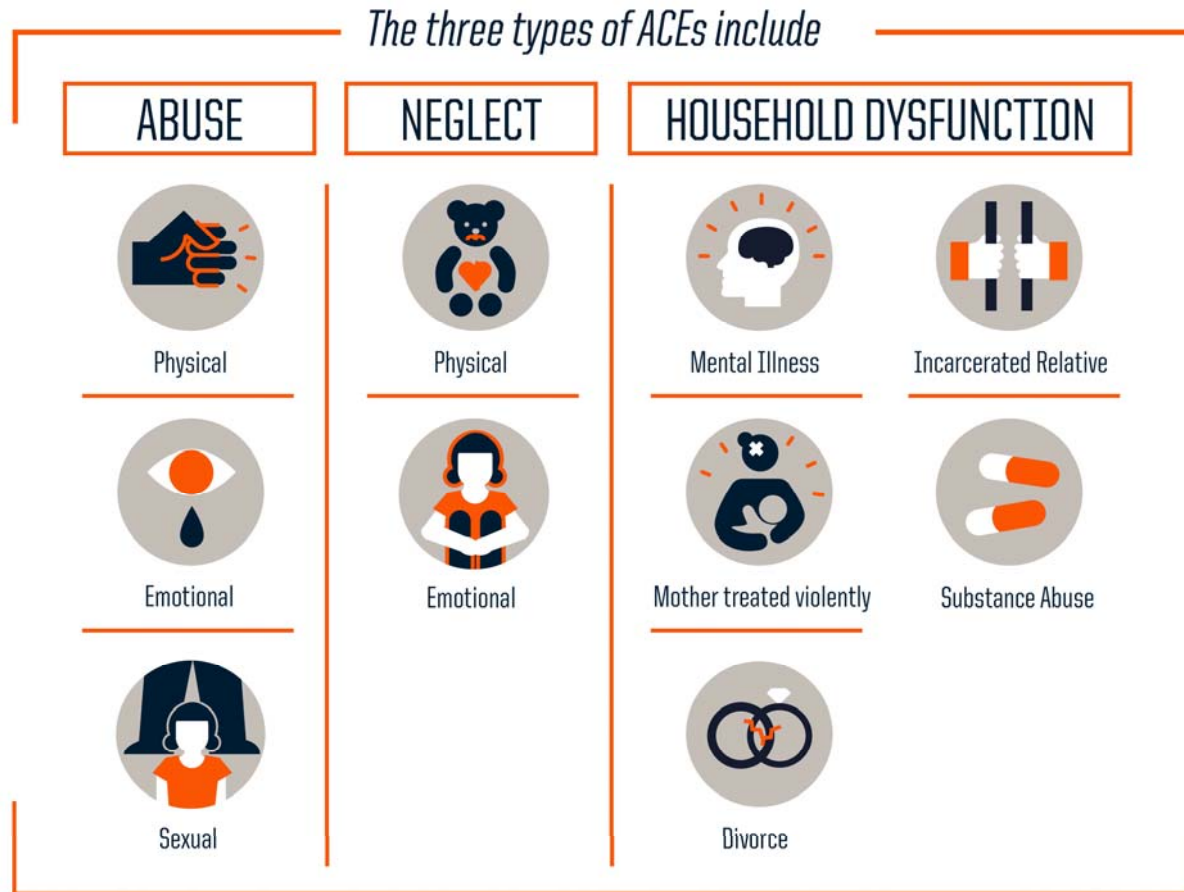 The three types of ACEs include
ABUSE
Physical
Emotional
Sexual
NEGLECT
Physical
Emotional
HOUSEHOLD DYSFUNCTION
Mental Illness
Incarcerated Relative
Mother treated violently
Substance Abuse
Divorce